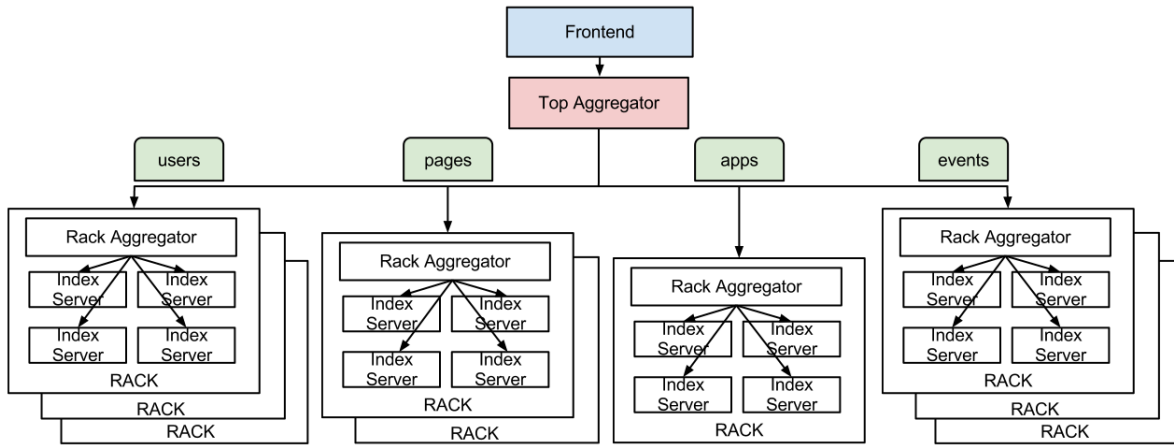 Frontend
Top Aggregator
users
pages
apps
events
Rack Aggregator
Index
Server
Index
Server
Index
Server
Index
Server
RACK
RACK
RACK
Rack Aggregator
Index
Server
Index
Server
Index
Server
Index
Server
RACK
RACK
Rack Aggregator
Index
Server
Index
Server
Index
Server
Index
Server
RACK
Rack Aggregator
Index
Server
Index
Server
Index
Server
Index
Server
RACK
RACK
RACK